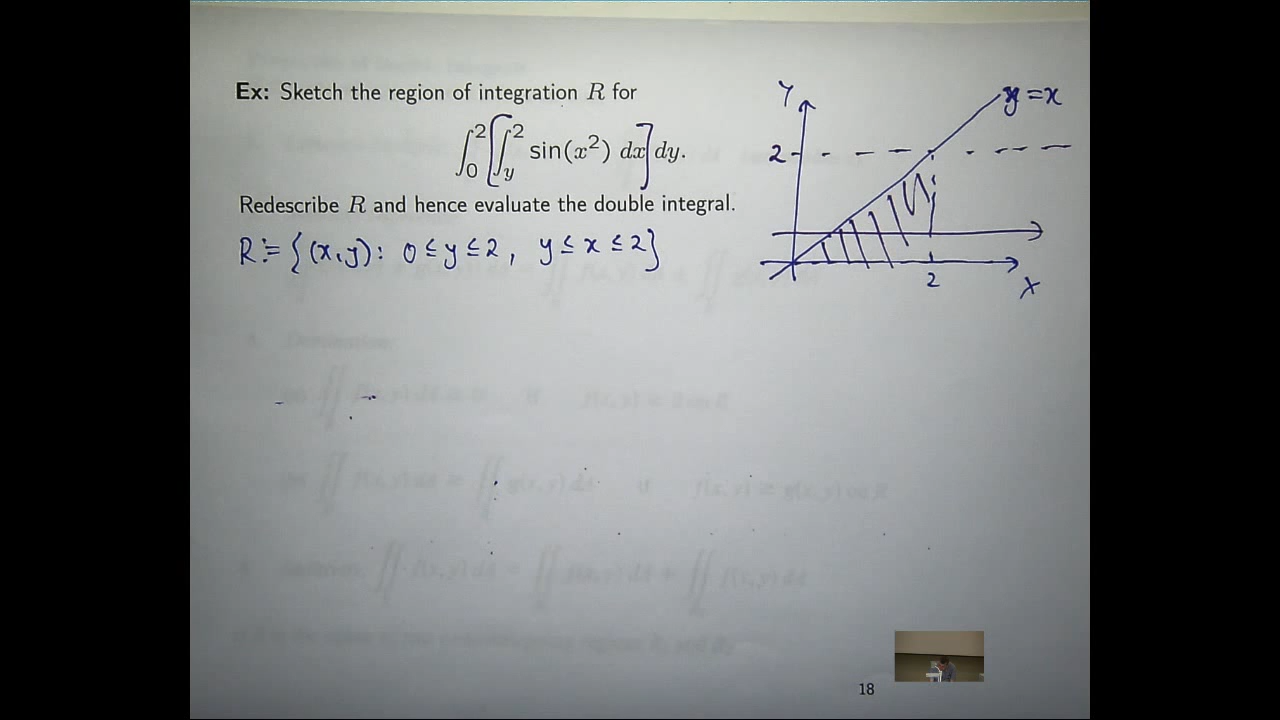 Ex: Sketch the region of integration R for
∫₀² [∫ᵧ² sin(x²) dx] dy.
Redescribe R and hence evaluate the double integral.
R := {(x,y): 0 ≤ y ≤ 2, y ≤ x ≤ 2}
y
y = x
2
2
x
18